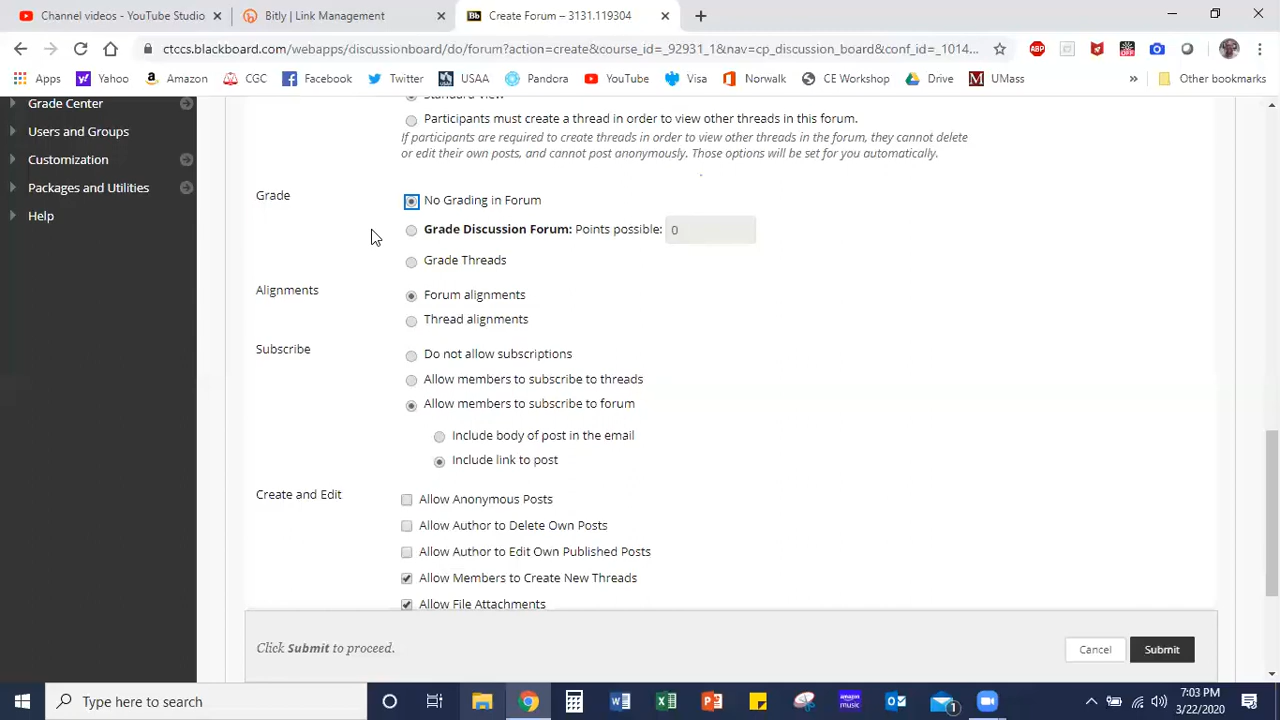 Channel videos - YouTube Studio
Bitly | Link Management
Create Forum – 3131.119304
ctccs.blackboard.com/webapps/discussionboard/do/forum?action=create&course_id=_92931_1&nav=cp_discussion_board&conf_id=_1014...
Apps Yahoo Amazon CGC Facebook Twitter USAA Pandora YouTube Visa Norwalk CE Workshop Drive UMass » Other bookmarks
Grade Center
Users and Groups
Customization
Packages and Utilities
Help
Standard View
Participants must create a thread in order to view other threads in this forum.
If participants are required to create threads in order to view other threads in the forum, they cannot delete
or edit their own posts, and cannot post anonymously. Those options will be set for you automatically.
Grade
No Grading in Forum
Grade Discussion Forum: Points possible: 0
Grade Threads
Alignments
Forum alignments
Thread alignments
Subscribe
Do not allow subscriptions
Allow members to subscribe to threads
Allow members to subscribe to forum
Include body of post in the email
Include link to post
Create and Edit
Allow Anonymous Posts
Allow Author to Delete Own Posts
Allow Author to Edit Own Published Posts
Allow Members to Create New Threads
Allow File Attachments
Click Submit to proceed.
Cancel
Submit
Type here to search
7:03 PM
3/22/2020